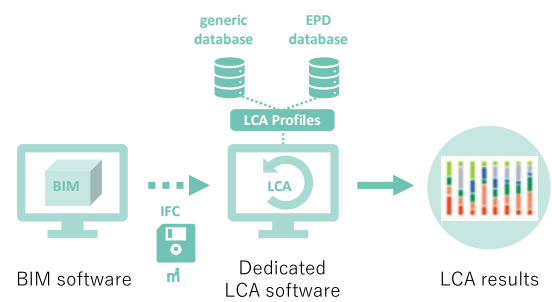 generic
database
EPD
database
LCA Profiles
BIM
LCA
IFC
BIM software
Dedicated
LCA software
LCA results